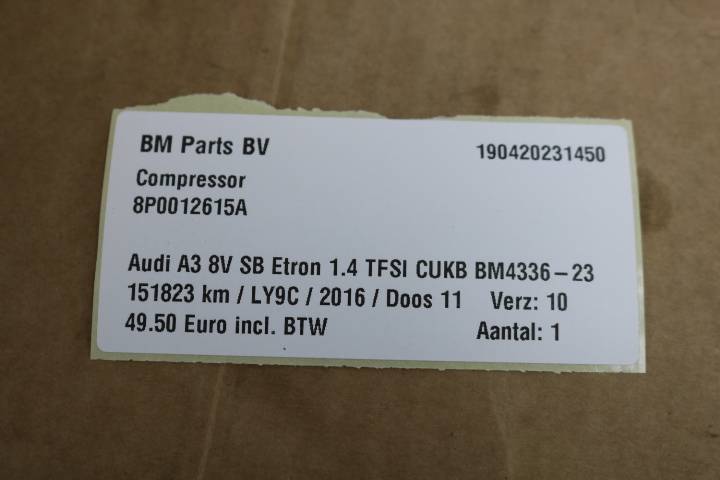 BM Parts BV 190420231450
Compressor
8P0012615A
Audi A3 8V SB Etron 1.4 TFSI CUKB BM4336-23
151823 km / LY9C / 2016 / Doos 11 Verz: 10
49.50 Euro incl. BTW Aantal: 1